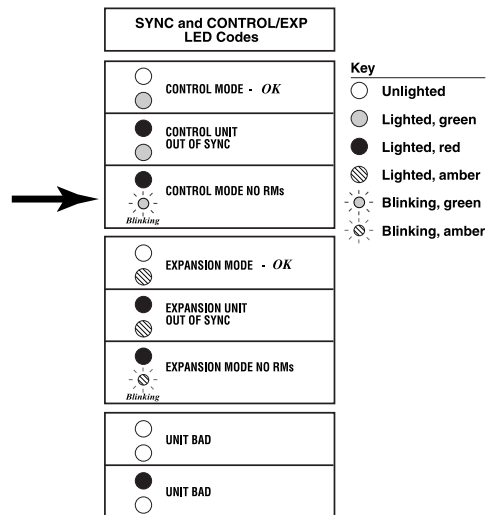 SYNC and CONTROL/EXP
LED Codes
CONTROL MODE - OK
CONTROL UNIT
OUT OF SYNC
CONTROL MODE NO RMs
Blinking
EXPANSION MODE - OK
EXPANSION UNIT
OUT OF SYNC
EXPANSION MODE NO RMs
Blinking
UNIT BAD
UNIT BAD
Key
Unlighted
Lighted, green
Lighted, red
Lighted, amber
Blinking, green
Blinking, amber